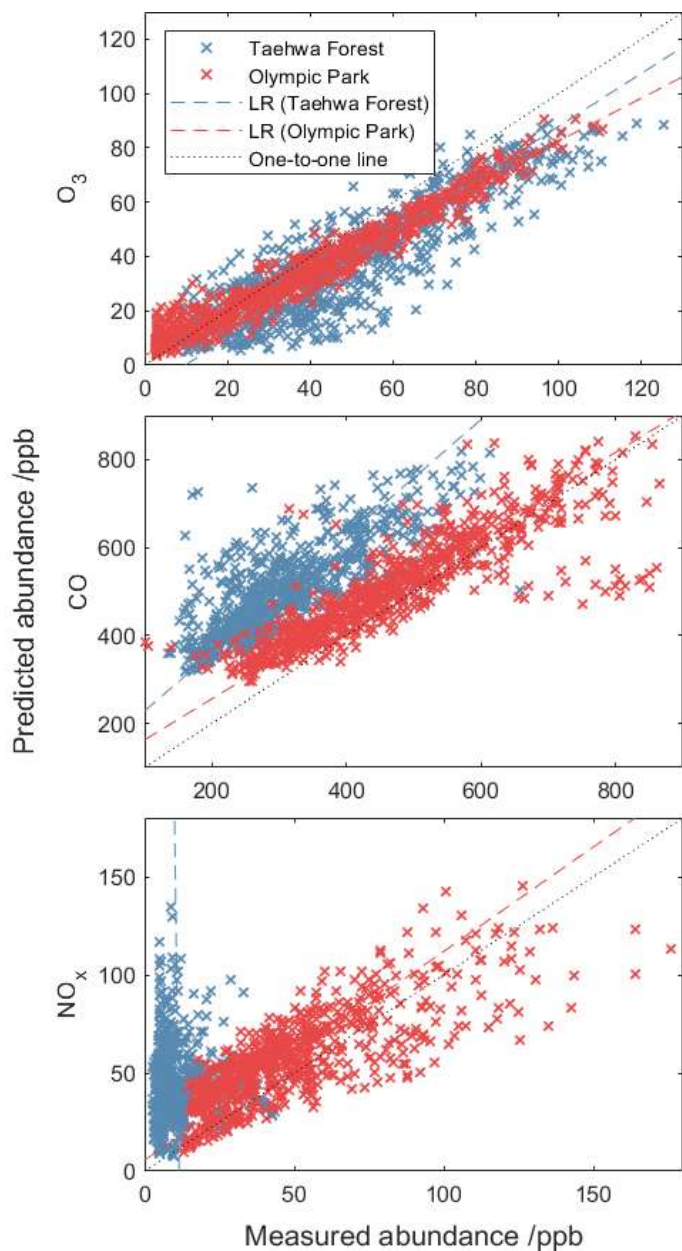 120
100
80
60
40
20
0
O3
Taehwa Forest
Olympic Park
LR (Taehwa Forest)
LR (Olympic Park)
One-to-one line
0 20 40 60 80 100 120
Predicted abundance /ppb
800
600
400
200
CO
200 400 600 800
150
100
50
0
NOx
0 50 100 150
Measured abundance /ppb